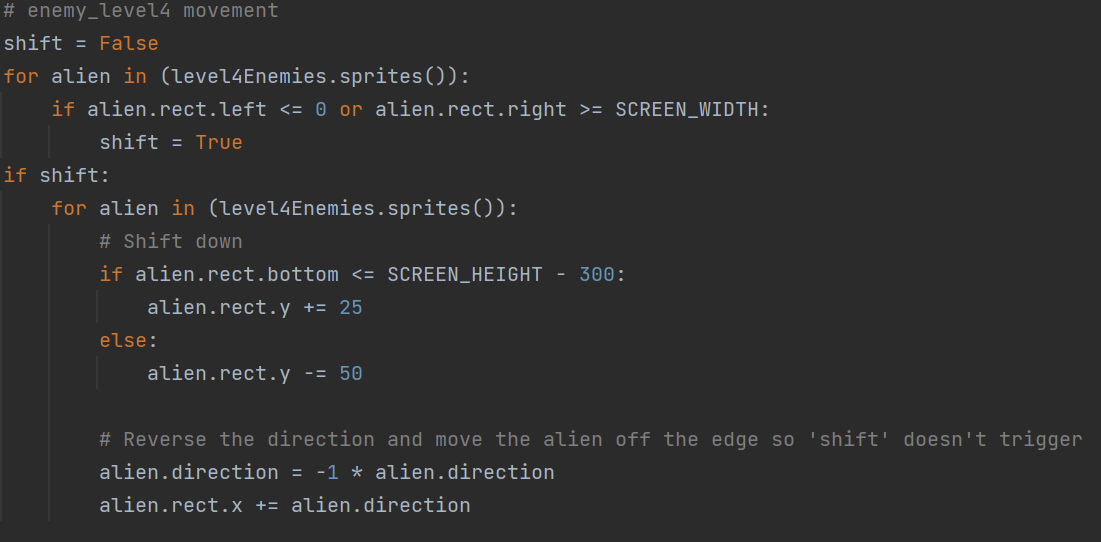 # enemy_level4 movement
shift = False
for alien in (level4Enemies.sprites()):
    if alien.rect.left <= 0 or alien.rect.right >= SCREEN_WIDTH:
        shift = True
if shift:
    for alien in (level4Enemies.sprites()):
        # Shift down
        if alien.rect.bottom <= SCREEN_HEIGHT - 300:
            alien.rect.y += 25
        else:
            alien.rect.y -= 50

        # Reverse the direction and move the alien off the edge so 'shift' doesn't trigger
        alien.direction = -1 * alien.direction
        alien.rect.x += alien.direction